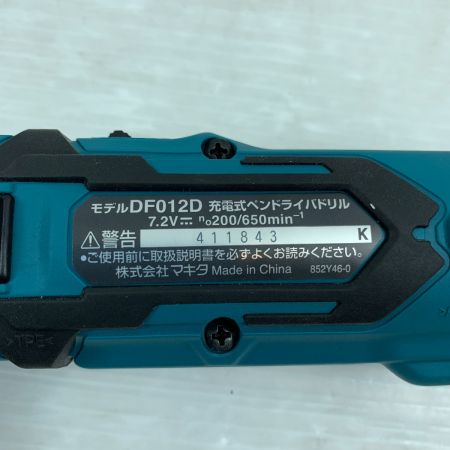 モデルDF012D 充電式ペンドライバドリル
7.2V⎓ n₀200/650min⁻¹
⚠警告 411843 K
•ご使用前に取扱説明書を必ずよくお読みください。
株式会社マキタ Made in China 852Y46-0
>TPE<